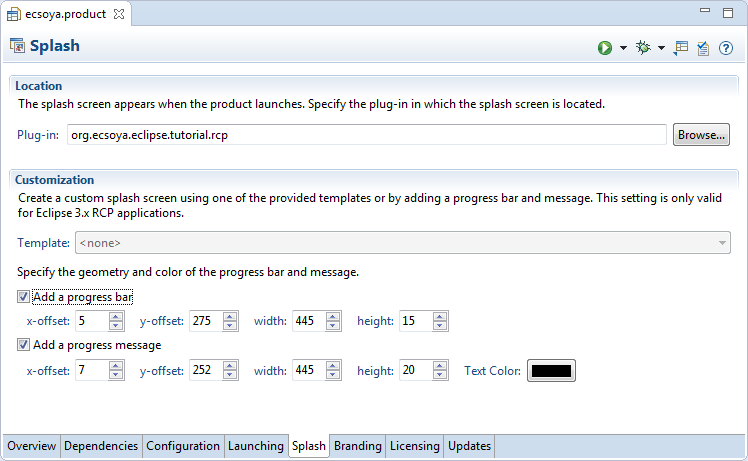 ecsoya.product
Splash
Location
The splash screen appears when the product launches. Specify the plug-in in which the splash screen is located.
Plug-in: org.ecsoya.eclipse.tutorial.rcp Browse...
Customization
Create a custom splash screen using one of the provided templates or by adding a progress bar and message. This setting is only valid
for Eclipse 3.x RCP applications.
Template: <none>
Specify the geometry and color of the progress bar and message.
Add a progress bar
x-offset: 5 y-offset: 275 width: 445 height: 15
Add a progress message
x-offset: 7 y-offset: 252 width: 445 height: 20 Text Color:
Overview Dependencies Configuration Launching Splash Branding Licensing Updates